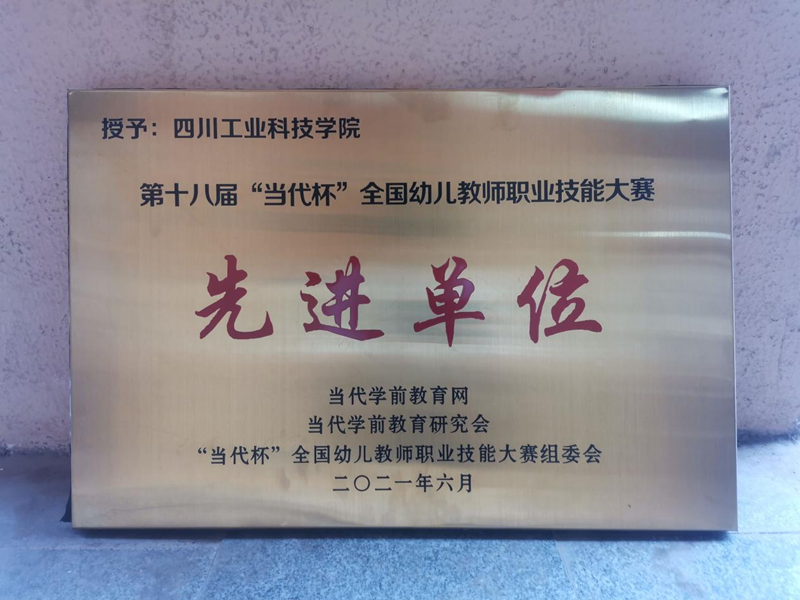 授予：四川工业科技学院
第十八届“当代杯”全国幼儿教师职业技能大赛
先进单位
当代学前教育网
当代学前教育研究会
“当代杯”全国幼儿教师职业技能大赛组委会
二〇二一年六月